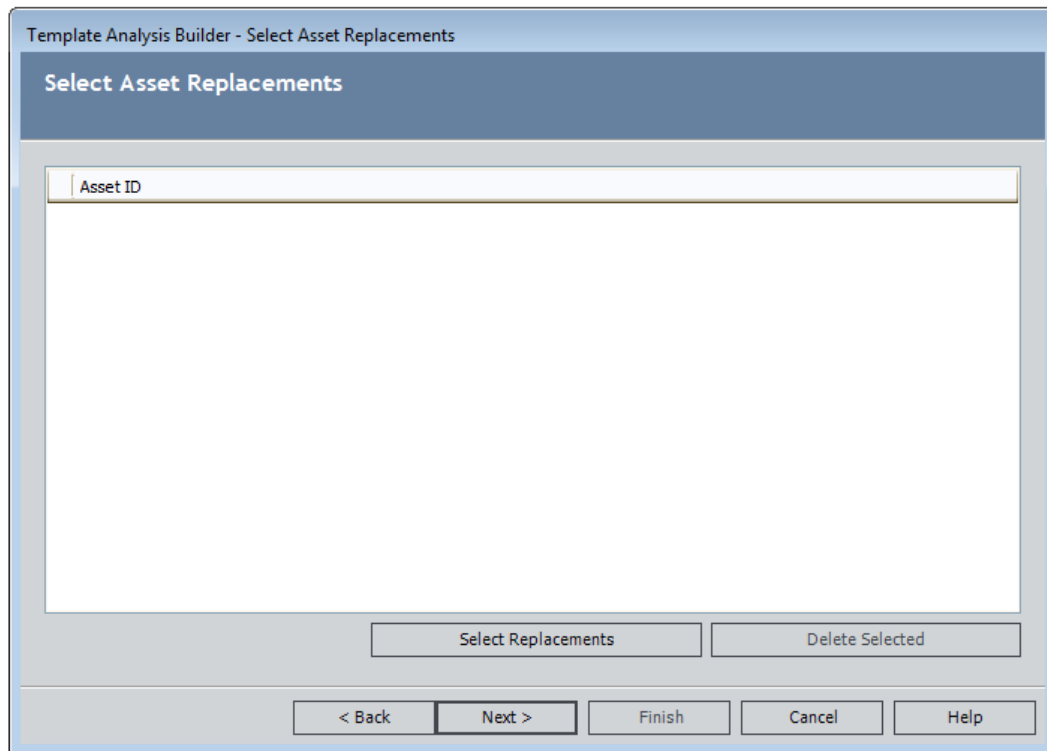 Template Analysis Builder - Select Asset Replacements
Select Asset Replacements
Asset ID
Select Replacements
Delete Selected
< Back
Next >
Finish
Cancel
Help